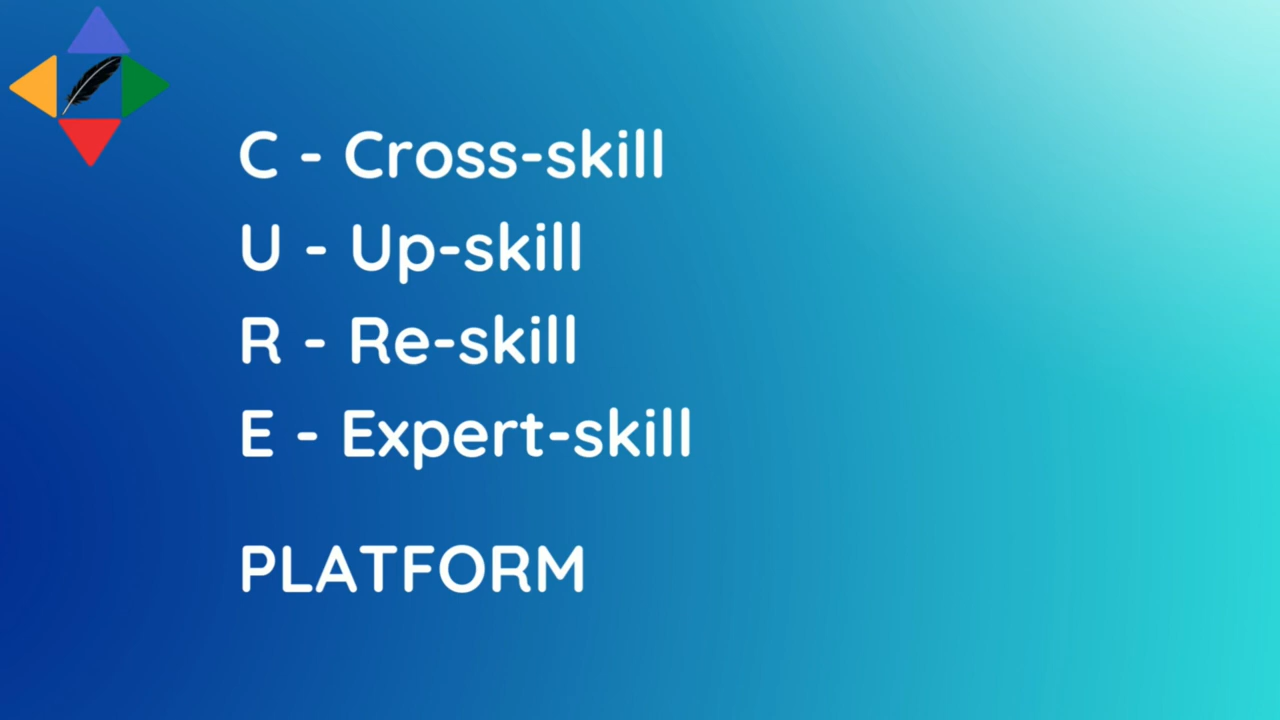 C - Cross-skill
U - Up-skill
R - Re-skill
E - Expert-skill
PLATFORM